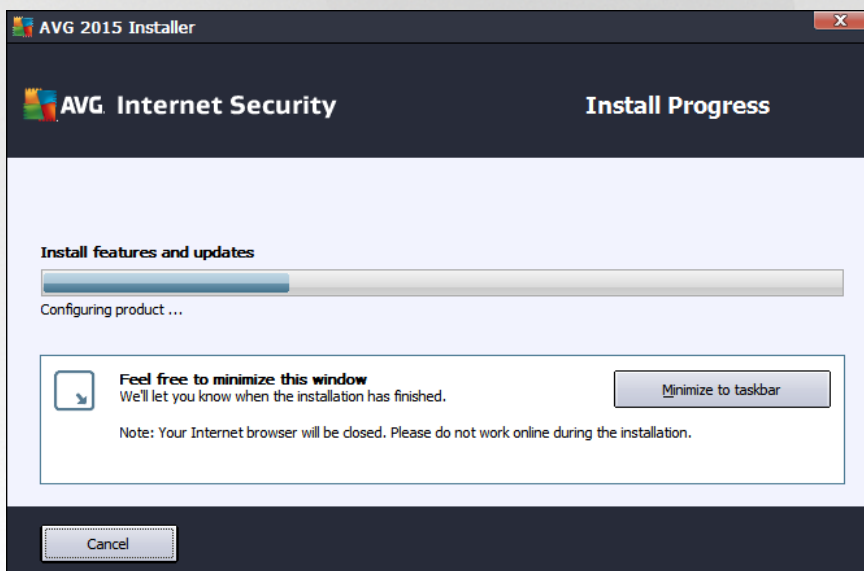 AVG 2015 Installer
X
AVG. Internet Security
Install Progress
Install features and updates
Configuring product ...
Feel free to minimize this window
We'll let you know when the installation has finished.
Minimize to taskbar
Note: Your Internet browser will be closed. Please do not work online during the installation.
Cancel